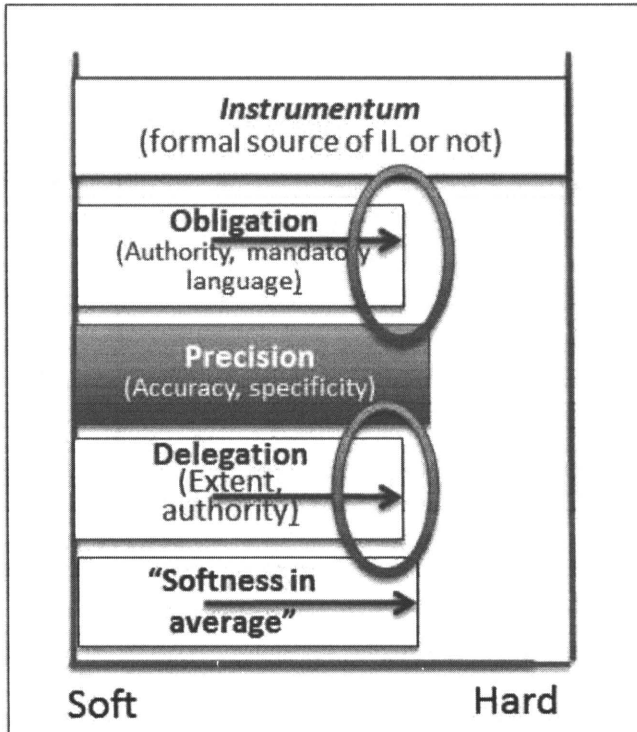 Instrumentum
(formal source of IL or not)
Obligation
(Authority, mandatory
language)
Precision
(Accuracy, specificity)
Delegation
(Extent,
authority)
“Softness in
average”
Soft
Hard